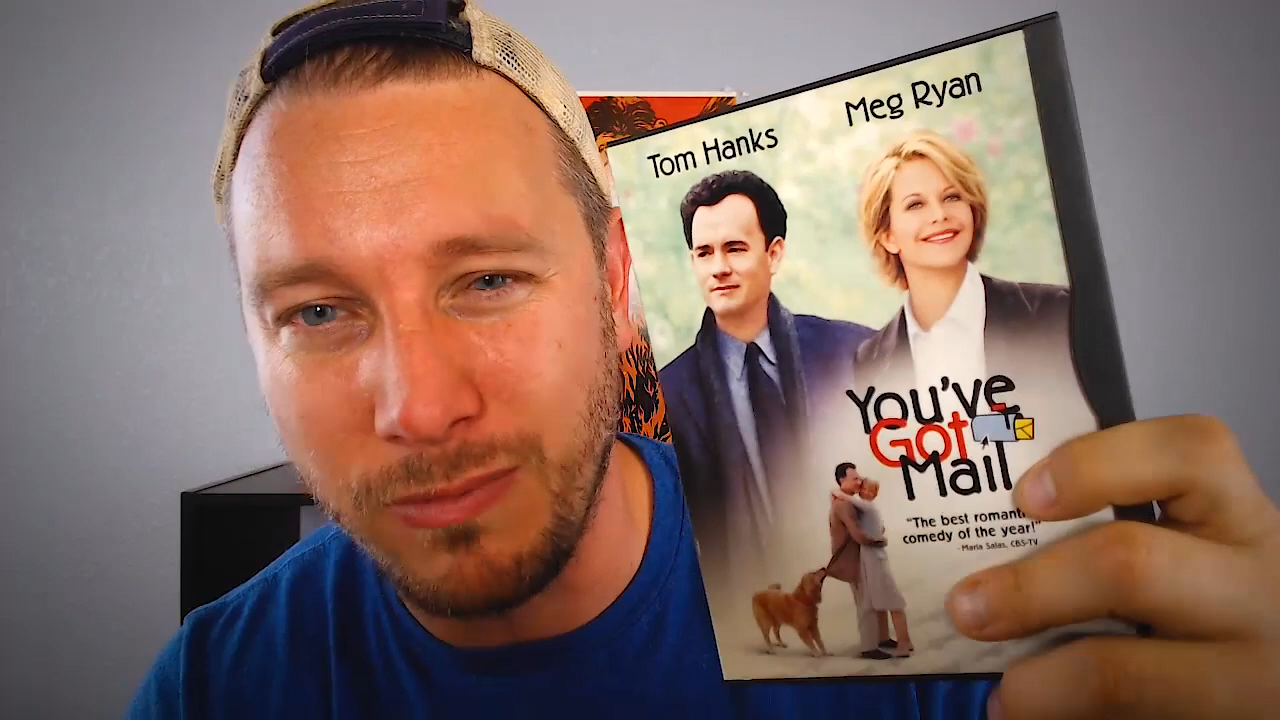 Tom Hanks
Meg Ryan
You've
Got
Mail
"The best romantic
comedy of the year!"
-Maria Salas, CBS-TV